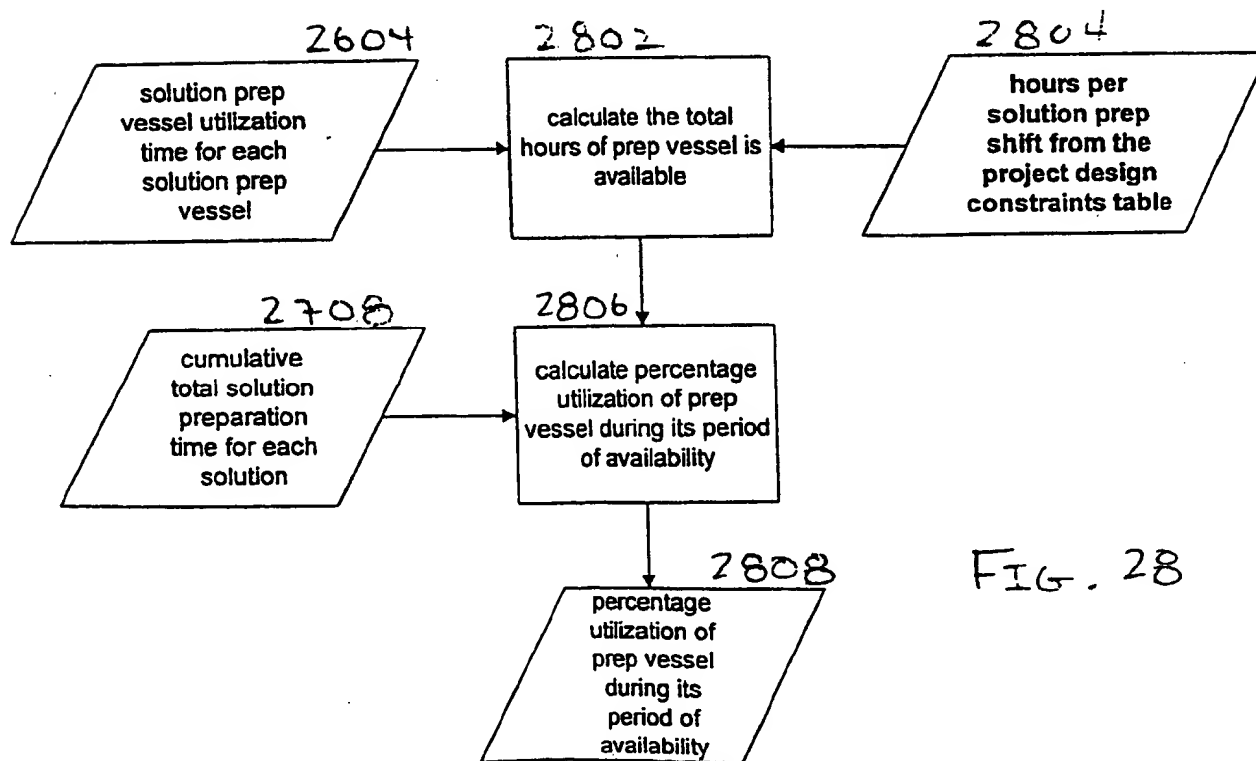 2604
solution prep
vessel utilization
time for each
solution prep
vessel
2802
calculate the total
hours of prep vessel is
available
2804
hours per
solution prep
shift from the
project design
constraints table
2708
cumulative
total solution
preparation
time for each
solution
2806
calculate percentage
utilization of prep
vessel during its period
of availability
2808
percentage
utilization of
prep vessel
during its
period of
availability
FIG. 28